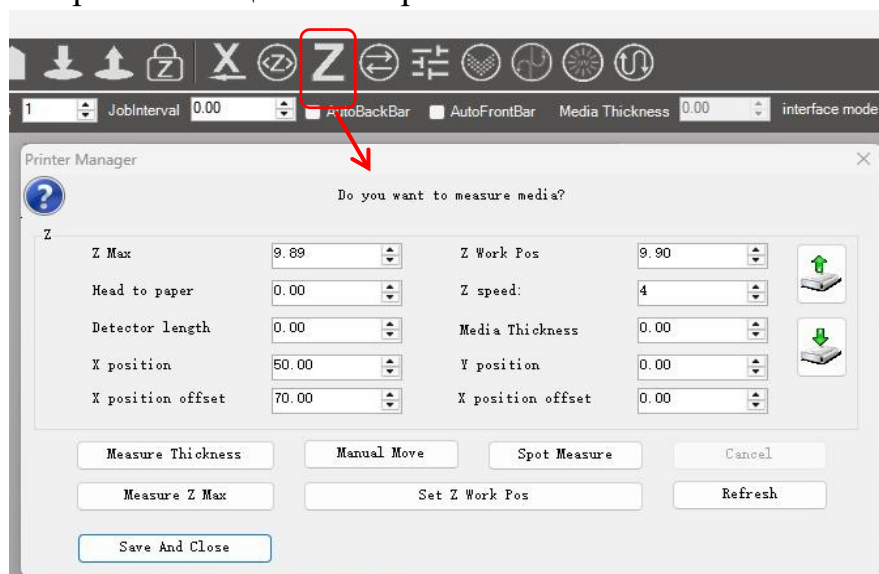 Z X <Z> Z
1 JobInterval 0.00 AutoBackBar AutoFrontBar Media Thickness 0.00 interface mode
Printer Manager
Do you want to measure media?
Z
Z Max 9.89 Z Work Pos 9.90
Head to paper 0.00 Z speed: 4
Detector length 0.00 Media Thickness 0.00
X position 50.00 Y position 0.00
X position offset 70.00 X position offset 0.00
Measure Thickness Manual Move Spot Measure Cancel
Measure Z Max Set Z Work Pos Refresh
Save And Close